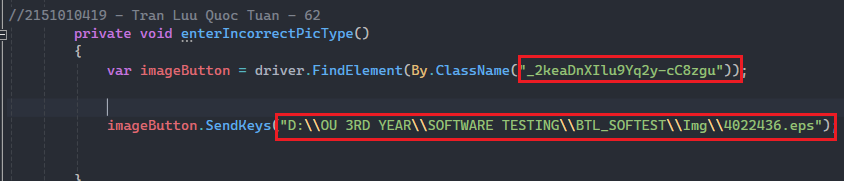 //2151010419 - Tran Luu Quoc Tuan - 62
private void enterIncorrectPicType()
{
var imageButton = driver.FindElement(By.ClassName("_2keaDnXIlu9Yq2y-cC8zgu"));
imageButton.SendKeys("D:\\OU 3RD YEAR\\SOFTWARE TESTING\\BTL_SOFTEST\\Img\\4022436.eps");
}